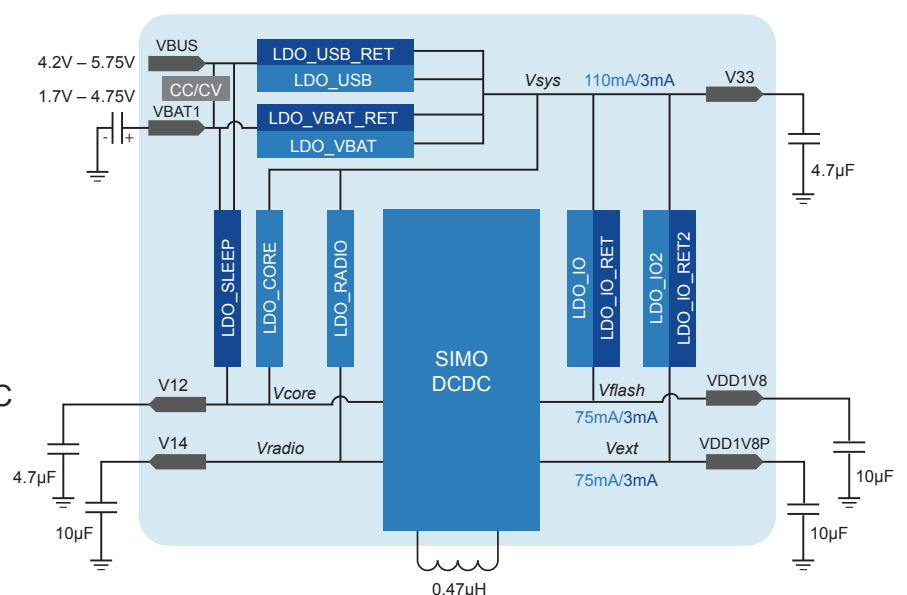 VBUS
4.2V – 5.75V
LDO_USB_RET
LDO_USB
CC/CV
1.7V – 4.75V
VBAT1
- +
LDO_VBAT_RET
LDO_VBAT
Vsys
110mA/3mA
V33
4.7µF
LDO_SLEEP
LDO_CORE
LDO_RADIO
SIMO
DCDC
LDO_IO
LDO_IO_RET
LDO_IO2
LDO_IO_RET2
C
V12
Vcore
Vflash
VDD1V8
75mA/3mA
V14
Vradio
Vext
VDD1V8P
75mA/3mA
4.7µF
10µF
10µF
10µF
0.47µH